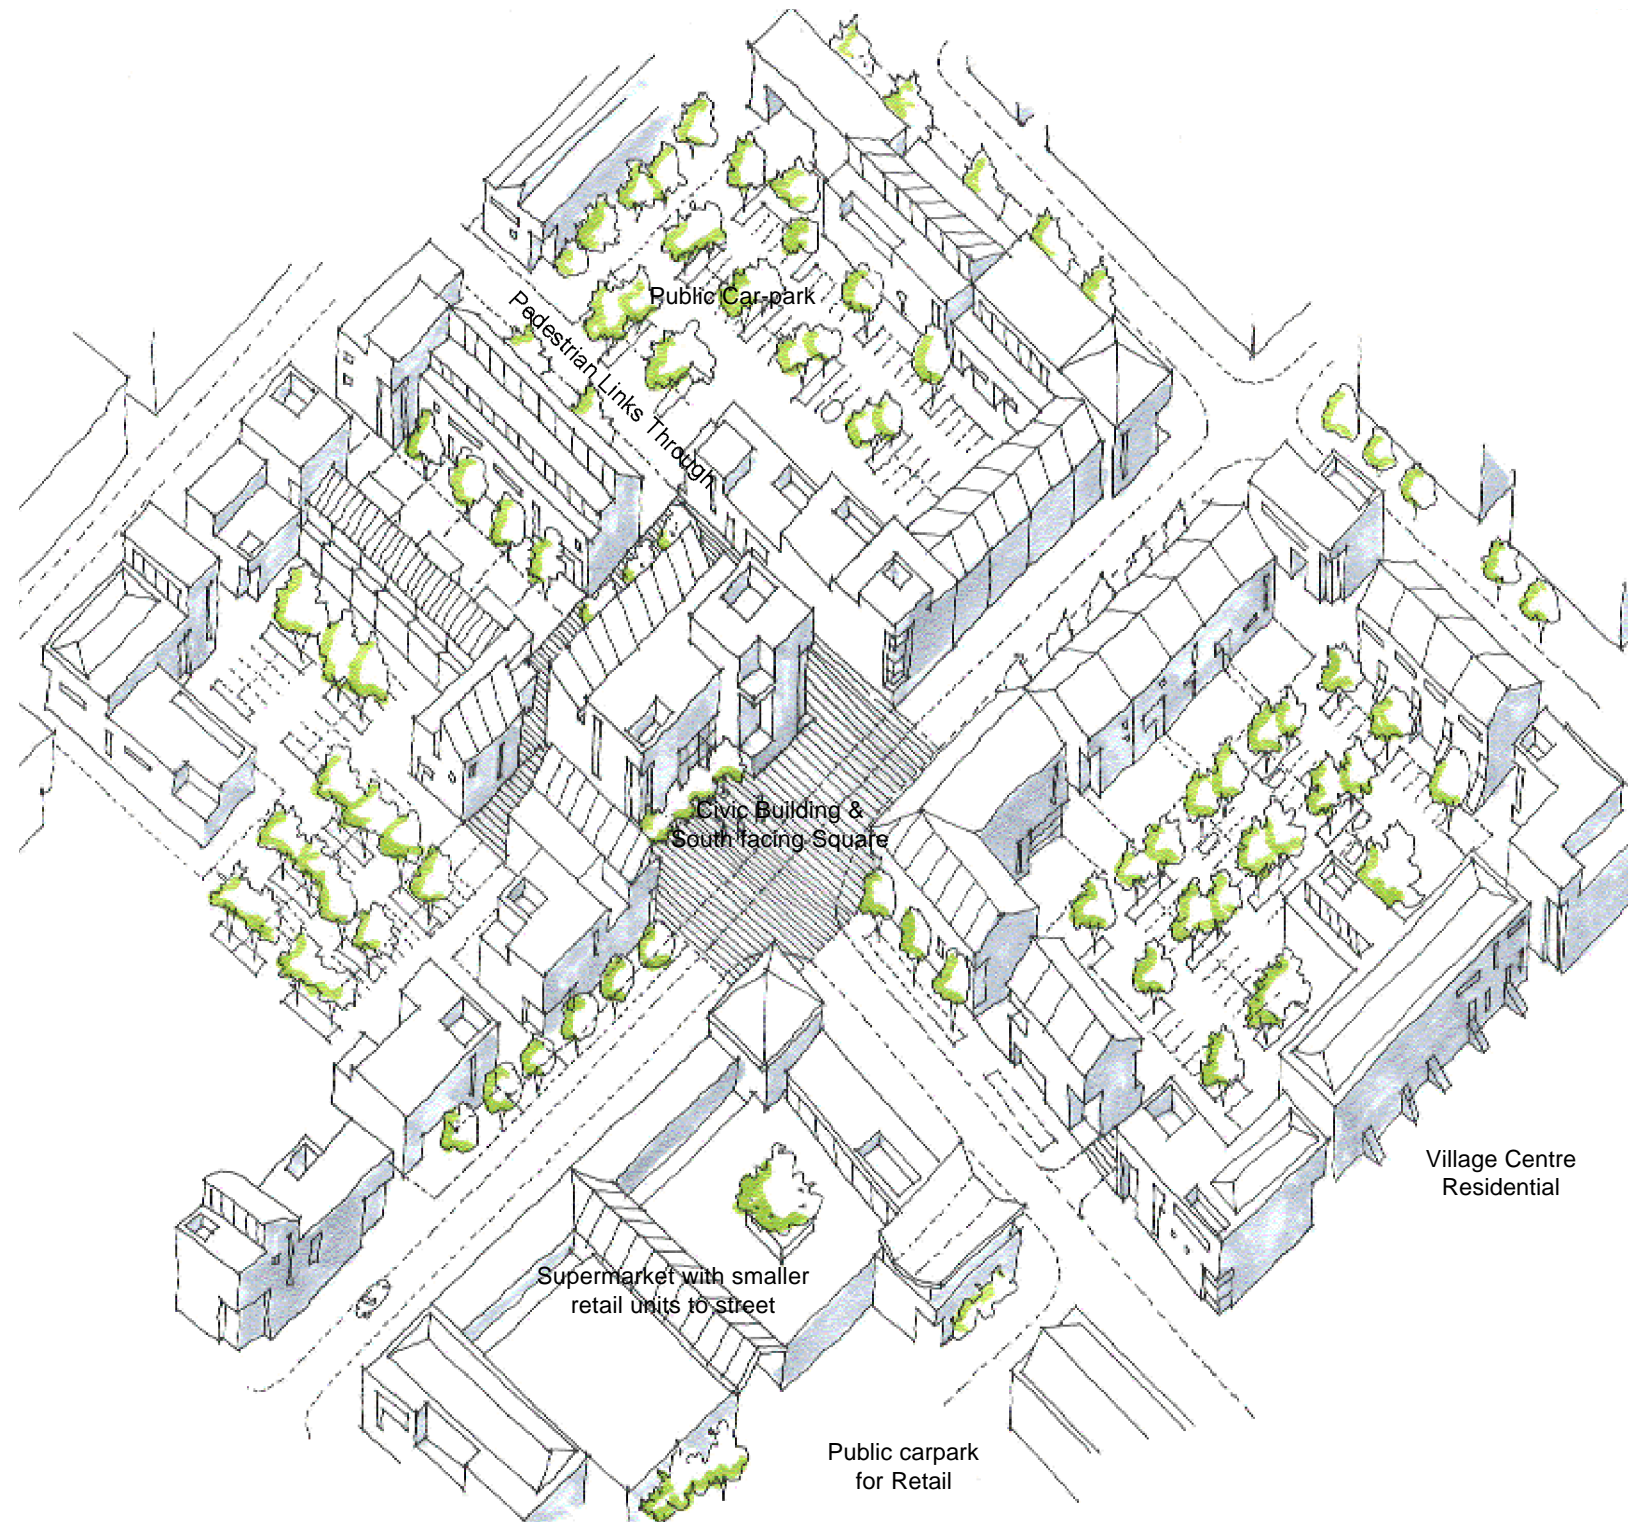 Public Car-park
Pedestrian Links Through
Civic Building &
South facing Square
Village Centre
Residential
Supermarket with smaller
retail units to street
Public carpark
for Retail